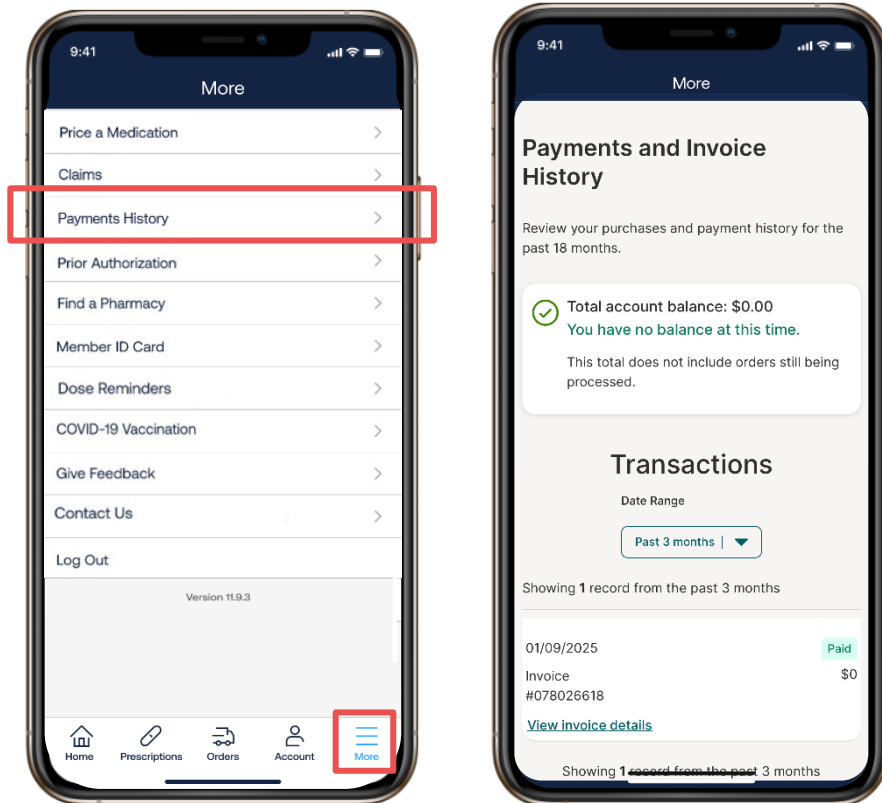 9:41
More
Price a Medication
Claims
Payments History
Prior Authorization
Find a Pharmacy
Member ID Card
Dose Reminders
COVID-19 Vaccination
Give Feedback
Contact Us
Log Out
Version 11.9.3
Home Prescriptions Orders Account More
9:41
More
Payments and Invoice
History
Review your purchases and payment history for the
past 18 months.
Total account balance: $0.00
You have no balance at this time.
This total does not include orders still being
processed.
Transactions
Date Range
Past 3 months
Showing 1 record from the past 3 months
01/09/2025 Paid
Invoice $0
#078026618
View invoice details
Showing 1 record from the past 3 months